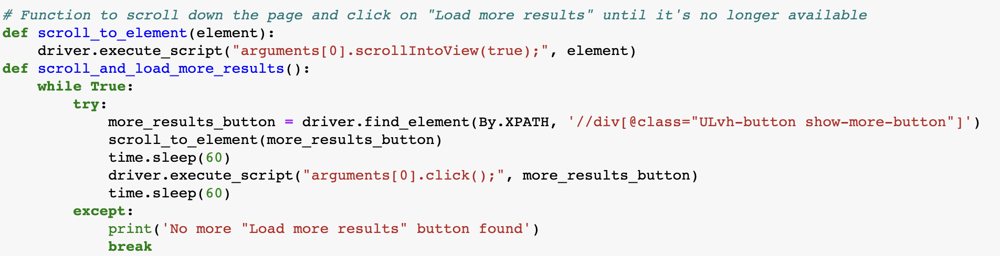 # Function to scroll down the page and click on "Load more results" until it's no longer available
def scroll_to_element(element):
    driver.execute_script("arguments[0].scrollIntoView(true);", element)
def scroll_and_load_more_results():
    while True:
        try:
            more_results_button = driver.find_element(By.XPATH, '//div[@class="ULvh-button show-more-button"]')
            scroll_to_element(more_results_button)
            time.sleep(60)
            driver.execute_script("arguments[0].click();", more_results_button)
            time.sleep(60)
        except:
            print('No more "Load more results" button found')
            break